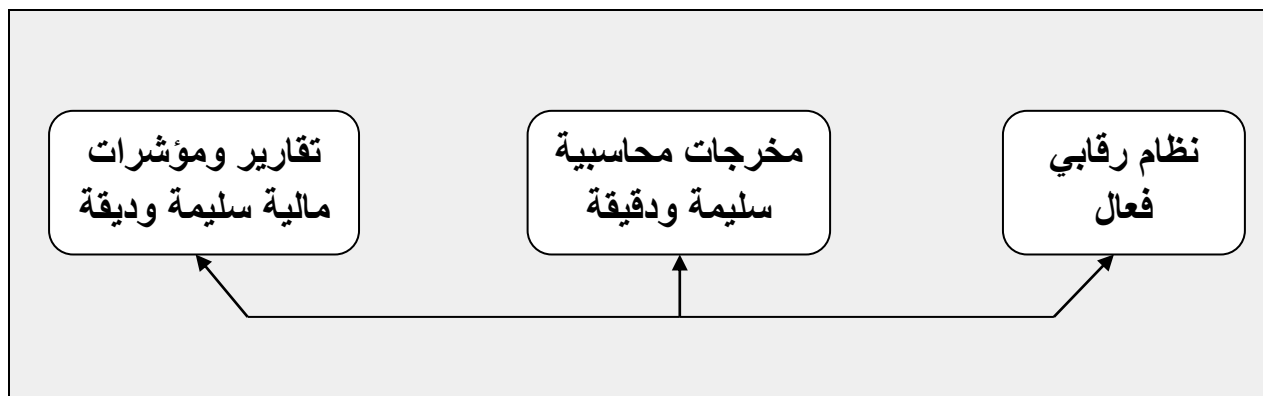 نظام رقابي
فعال
مخرجات محاسبية
سليمة ودقيقة
تقارير ومؤشرات
مالية سليمة وديقة